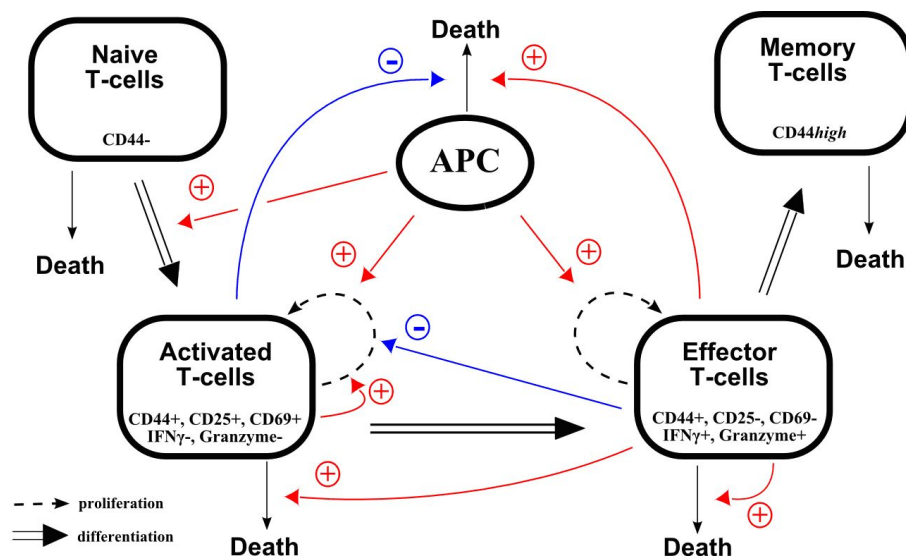 Naive
T-cells
CD44-
Death
-
+
Memory
T-cells
CD44high
APC
+
Death
Death
+
+
Activated
T-cells
CD44+, CD25+, CD69+
IFNγ-, Granzyme-
-
+
Effector
T-cells
CD44+, CD25-, CD69-
IFNγ+, Granzyme+
+
+
proliferation
differentiation
Death
Death